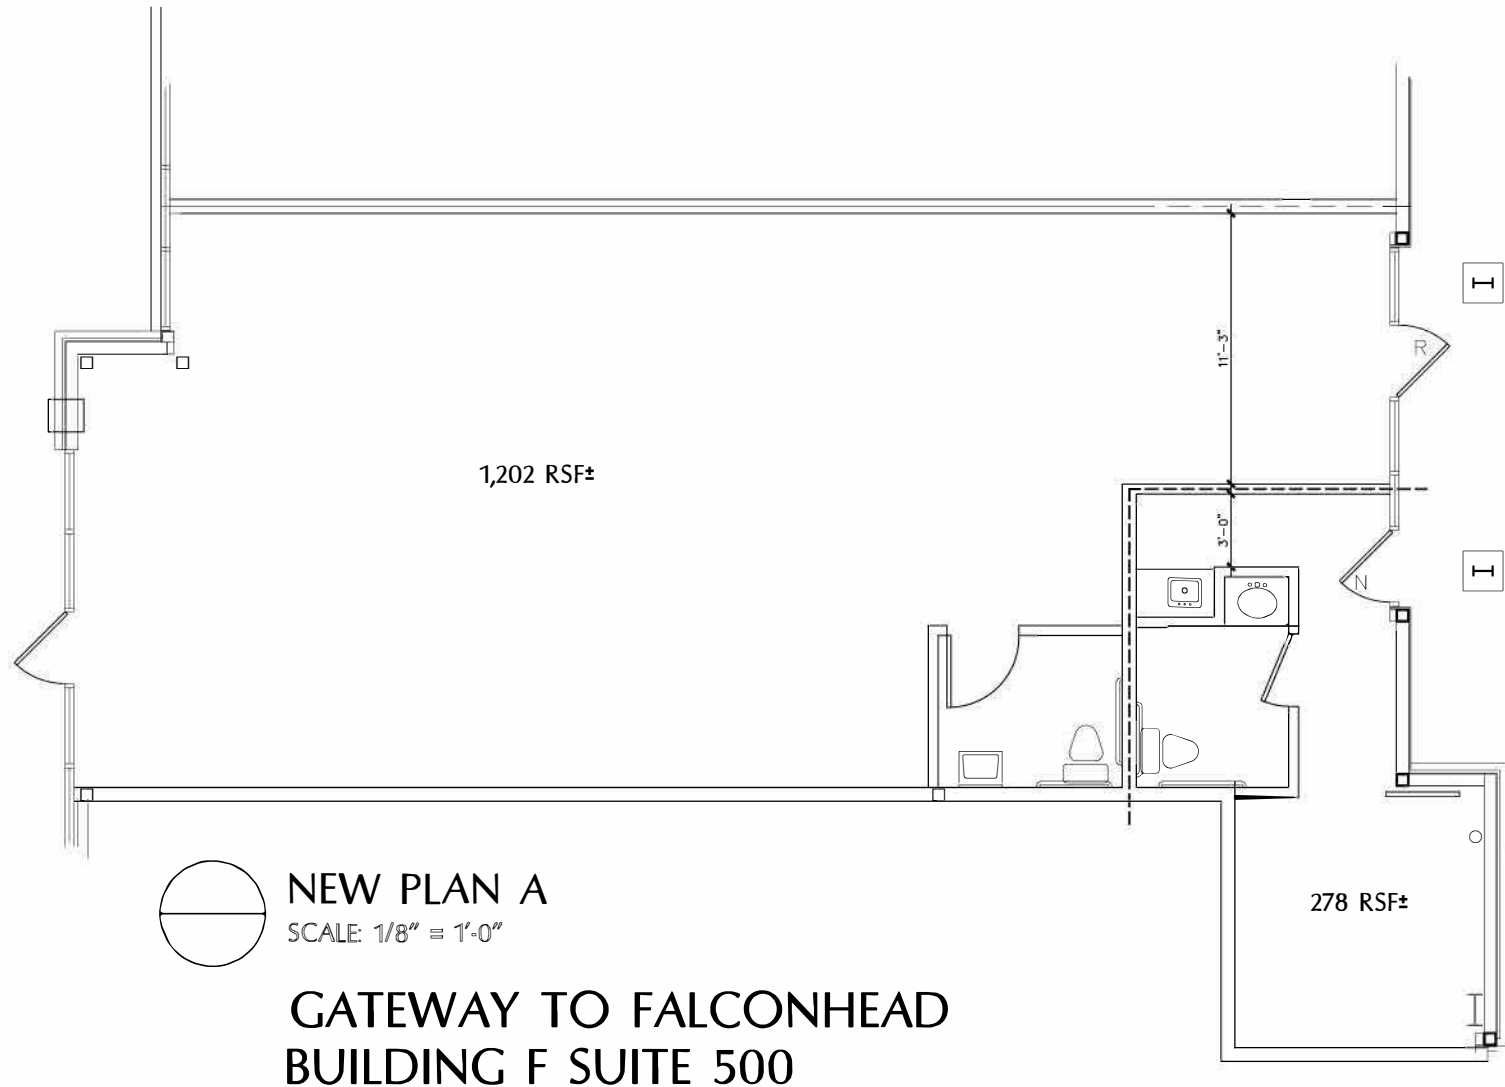 R
11'-3"
1,202 RSF±
3'-0"
N
278 RSF±
NEW PLAN A
SCALE: 1/8" = 1'-0"
GATEWAY TO FALCONHEAD
BUILDING F SUITE 500